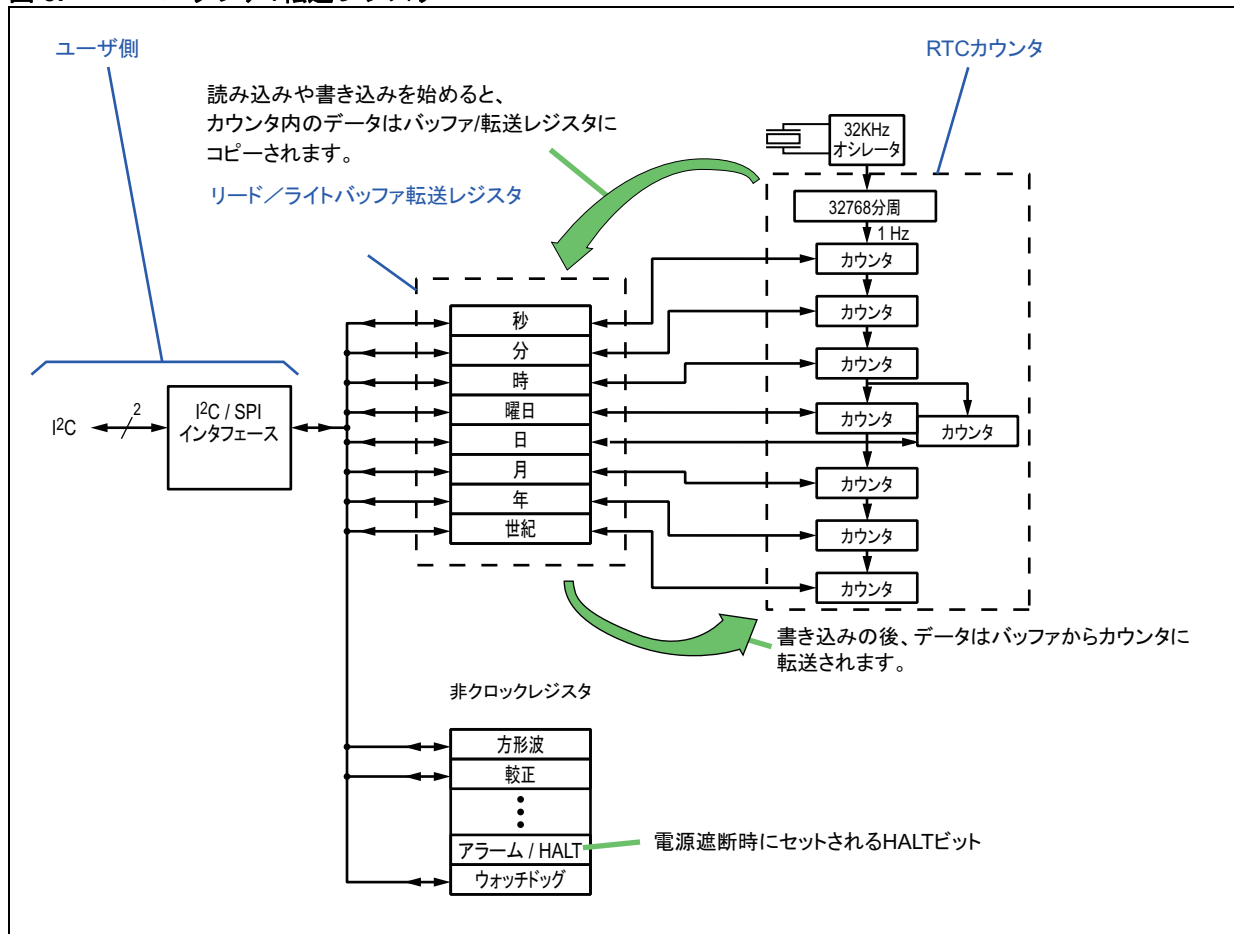 ユーザ側
RTCカウンタ
読み込みや書き込みを始めると、
カウンタ内のデータはバッファ/転送レジスタに
コピーされます。
リード／ライトバッファ転送レジスタ
32KHz
オシレータ
32768分周
1 Hz
カウンタ
カウンタ
カウンタ
カウンタ
カウンタ
カウンタ
カウンタ
カウンタ
秒
分
時
曜日
日
月
年
世紀
I2C
2
I2C / SPI
インタフェース
書き込みの後、データはバッファからカウンタに
転送されます。
非クロックレジスタ
方形波
較正
アラーム / HALT
ウォッチドッグ
電源遮断時にセットされるHALTビット